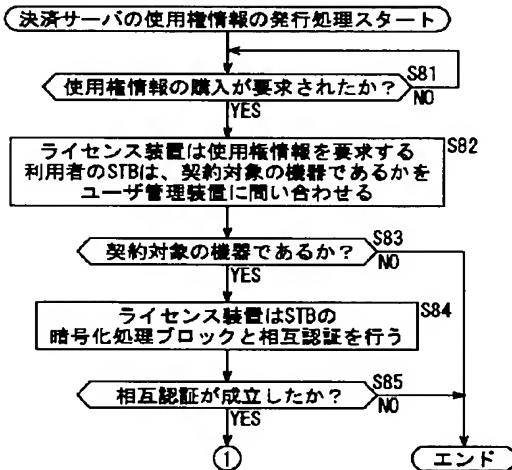 決済サーバの使用権情報の発行処理スタート
使用権情報の購入が要求されたか？
S81
NO
YES
ライセンス装置は使用権情報を要求する
利用者のSTBは、契約対象の機器であるかを
ユーザ管理装置に問い合わせる
S82
契約対象の機器であるか？
S83
NO
YES
ライセンス装置はSTBの
暗号化処理ブロックと相互認証を行う
S84
相互認証が成立したか？
S85
NO
YES
1
エンド